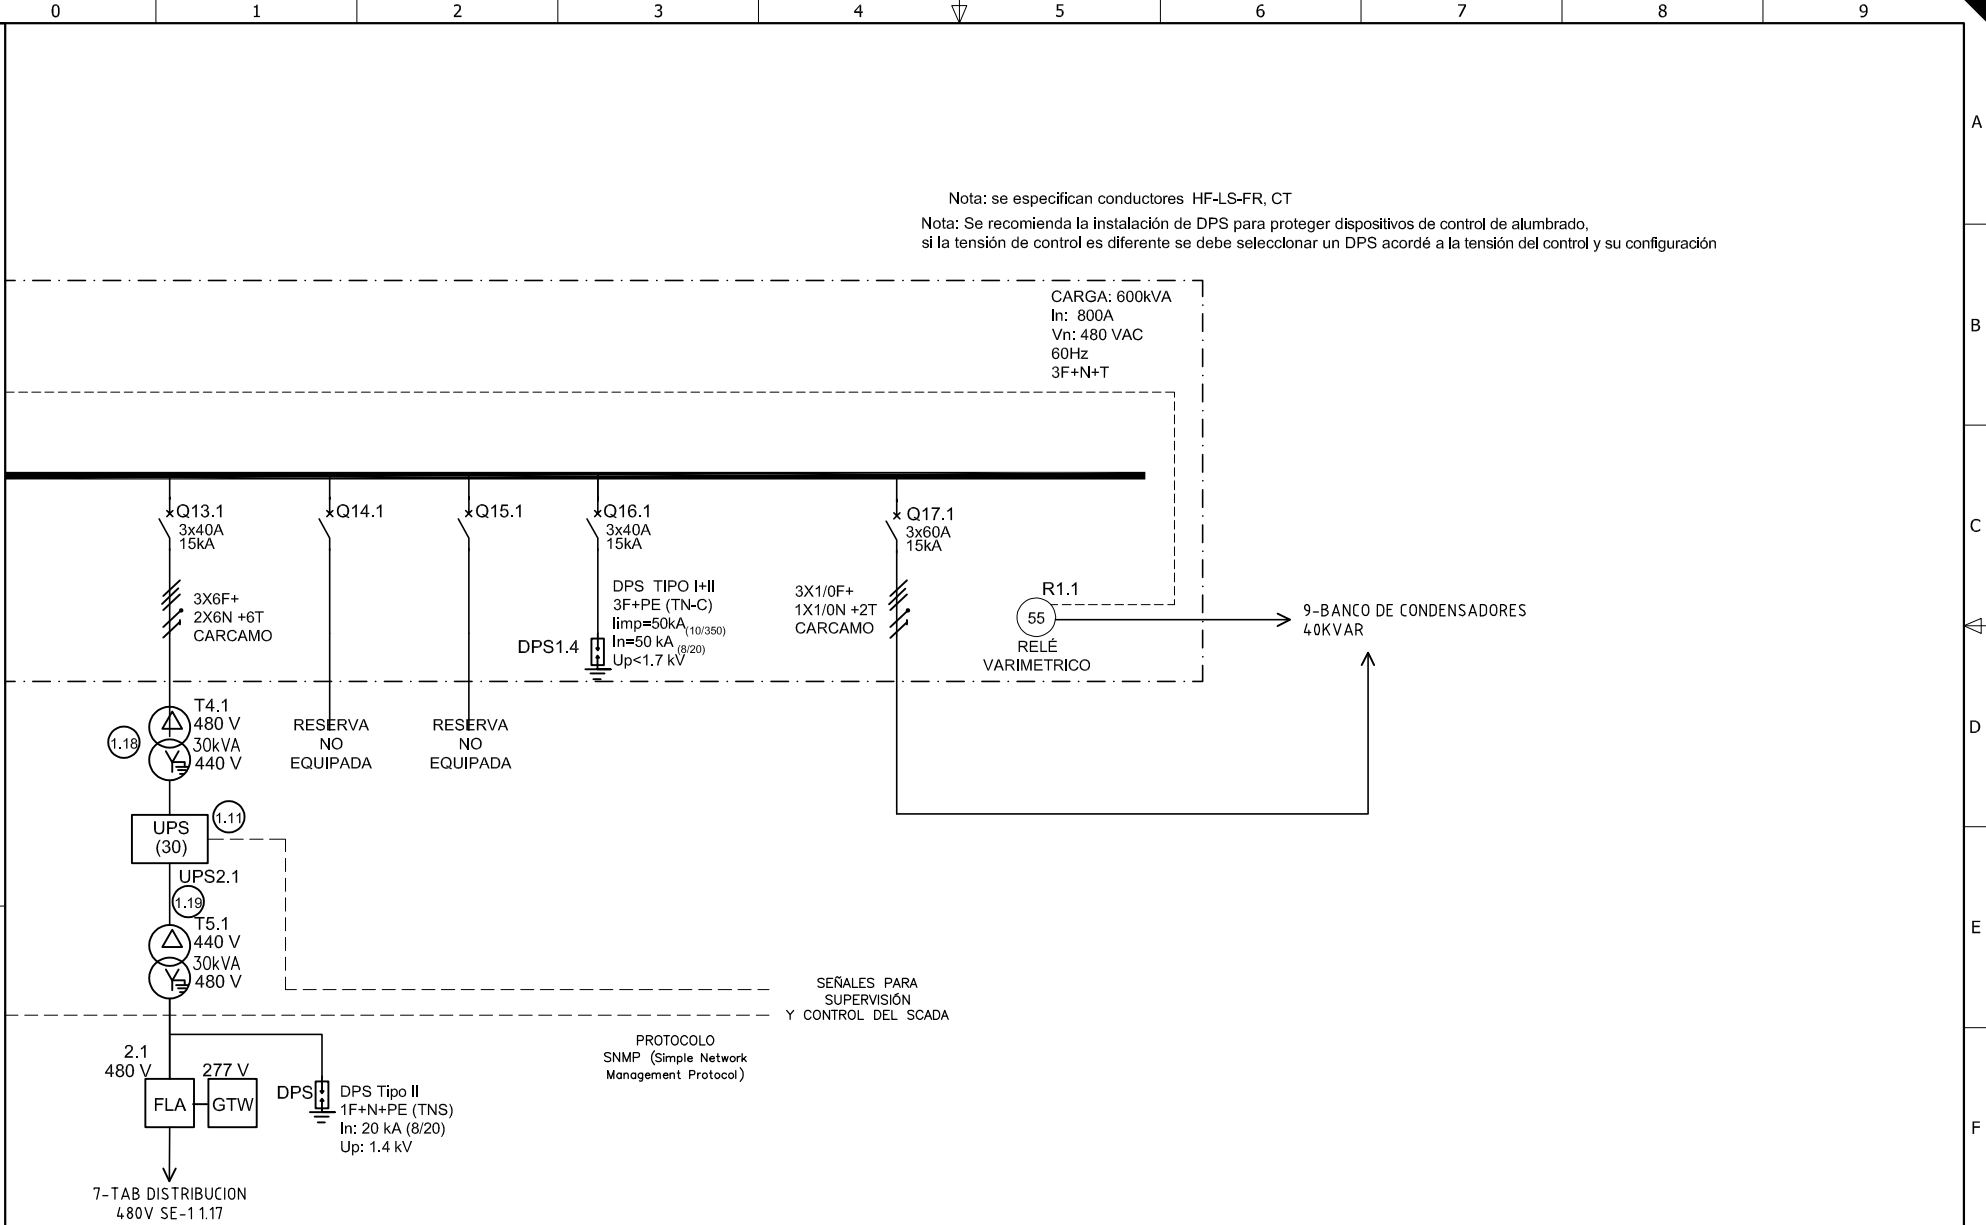 0 1 2 3 4 5 6 7 8 9
A
Nota: se especifican conductores HF-LS-FR, CT
Nota: Se recomienda la instalación de DPS para proteger dispositivos de control de alumbrado,
si la tensión de control es diferente se debe seleccionar un DPS acordé a la tensión del control y su configuración
B
CARGA: 600kVA
In: 800A
Vn: 480 VAC
60Hz
3F+N+T
C
Q13.1
3x40A
15kA
Q14.1
Q15.1
Q16.1
3x40A
15kA
Q17.1
3x60A
15kA
3X6F+
2X6N +6T
CARCAMO
DPS TIPO I+II
3F+PE (TN-C)
Iimp=50kA (10/350)
In=50 kA (8/20)
Up<1.7 kV
DPS1.4
3X1/0F+
1X1/0N +2T
CARCAMO
R1.1
55
RELÉ
VARIMETRICO
9-BANCO DE CONDENSADORES
40KVAR
D
T4.1
480 V
30kVA
440 V
1.18
RESERVA
NO
EQUIPADA
RESERVA
NO
EQUIPADA
UPS
(30)
1.11
UPS2.1
1.19
E
T5.1
440 V
30kVA
480 V
SEÑALES PARA
SUPERVISIÓN
Y CONTROL DEL SCADA
PROTOCOLO
SNMP (Simple Network
Management Protocol)
2.1
480 V
277 V
FLA
GTW
DPS
DPS Tipo II
1F+N+PE (TNS)
In: 20 kA (8/20)
Up: 1.4 kV
F
7-TAB DISTRIBUCION
480V SE-1 1.17